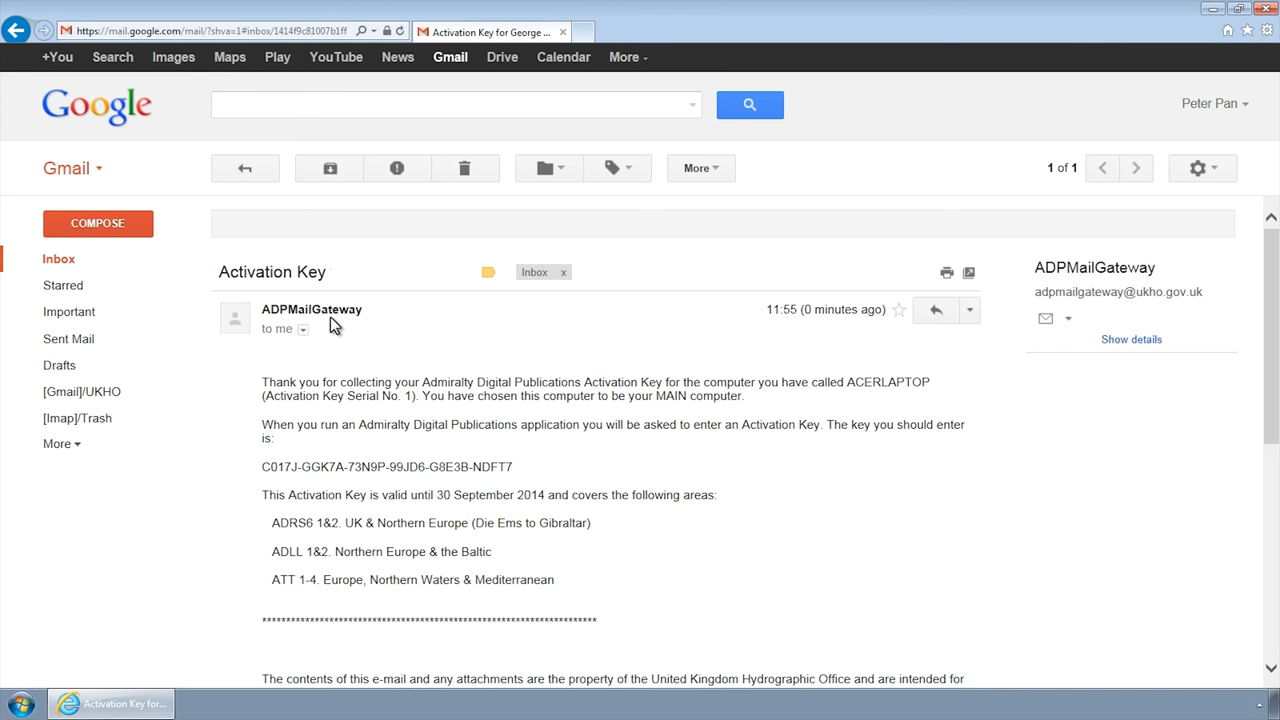 https://mail.google.com/mail/?shva=1#inbox/1414f9c81007b1ff
Activation Key for George ...
+You Search Images Maps Play YouTube News Gmail Drive Calendar More
Google
Peter Pan
Gmail
More
1 of 1
COMPOSE
Inbox
Starred
Important
Sent Mail
Drafts
[Gmail]/UKHO
[Imap]/Trash
More
Activation Key
Inbox x
ADPMailGateway
to me
11:55 (0 minutes ago)
Thank you for collecting your Admiralty Digital Publications Activation Key for the computer you have called ACERLAPTOP
(Activation Key Serial No. 1). You have chosen this computer to be your MAIN computer.
When you run an Admiralty Digital Publications application you will be asked to enter an Activation Key. The key you should enter
is:
C017J-GGK7A-73N9P-99JD6-G8E3B-NDFT7
This Activation Key is valid until 30 September 2014 and covers the following areas:
ADRS6 1&2. UK & Northern Europe (Die Ems to Gibraltar)
ADLL 1&2. Northern Europe & the Baltic
ATT 1-4. Europe, Northern Waters & Mediterranean
**********************************************************************
The contents of this e-mail and any attachments are the property of the United Kingdom Hydrographic Office and are intended for
ADPMailGateway
adpmailgateway@ukho.gov.uk
Show details
Activation Key for...